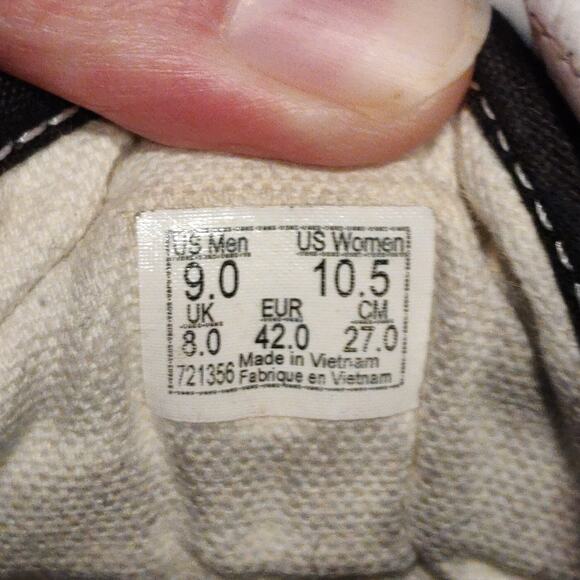 US Men US Women
9.0 10.5
UK EUR CM
8.0 42.0 27.0
Made in Vietnam
721356 Fabrique en Vietnam